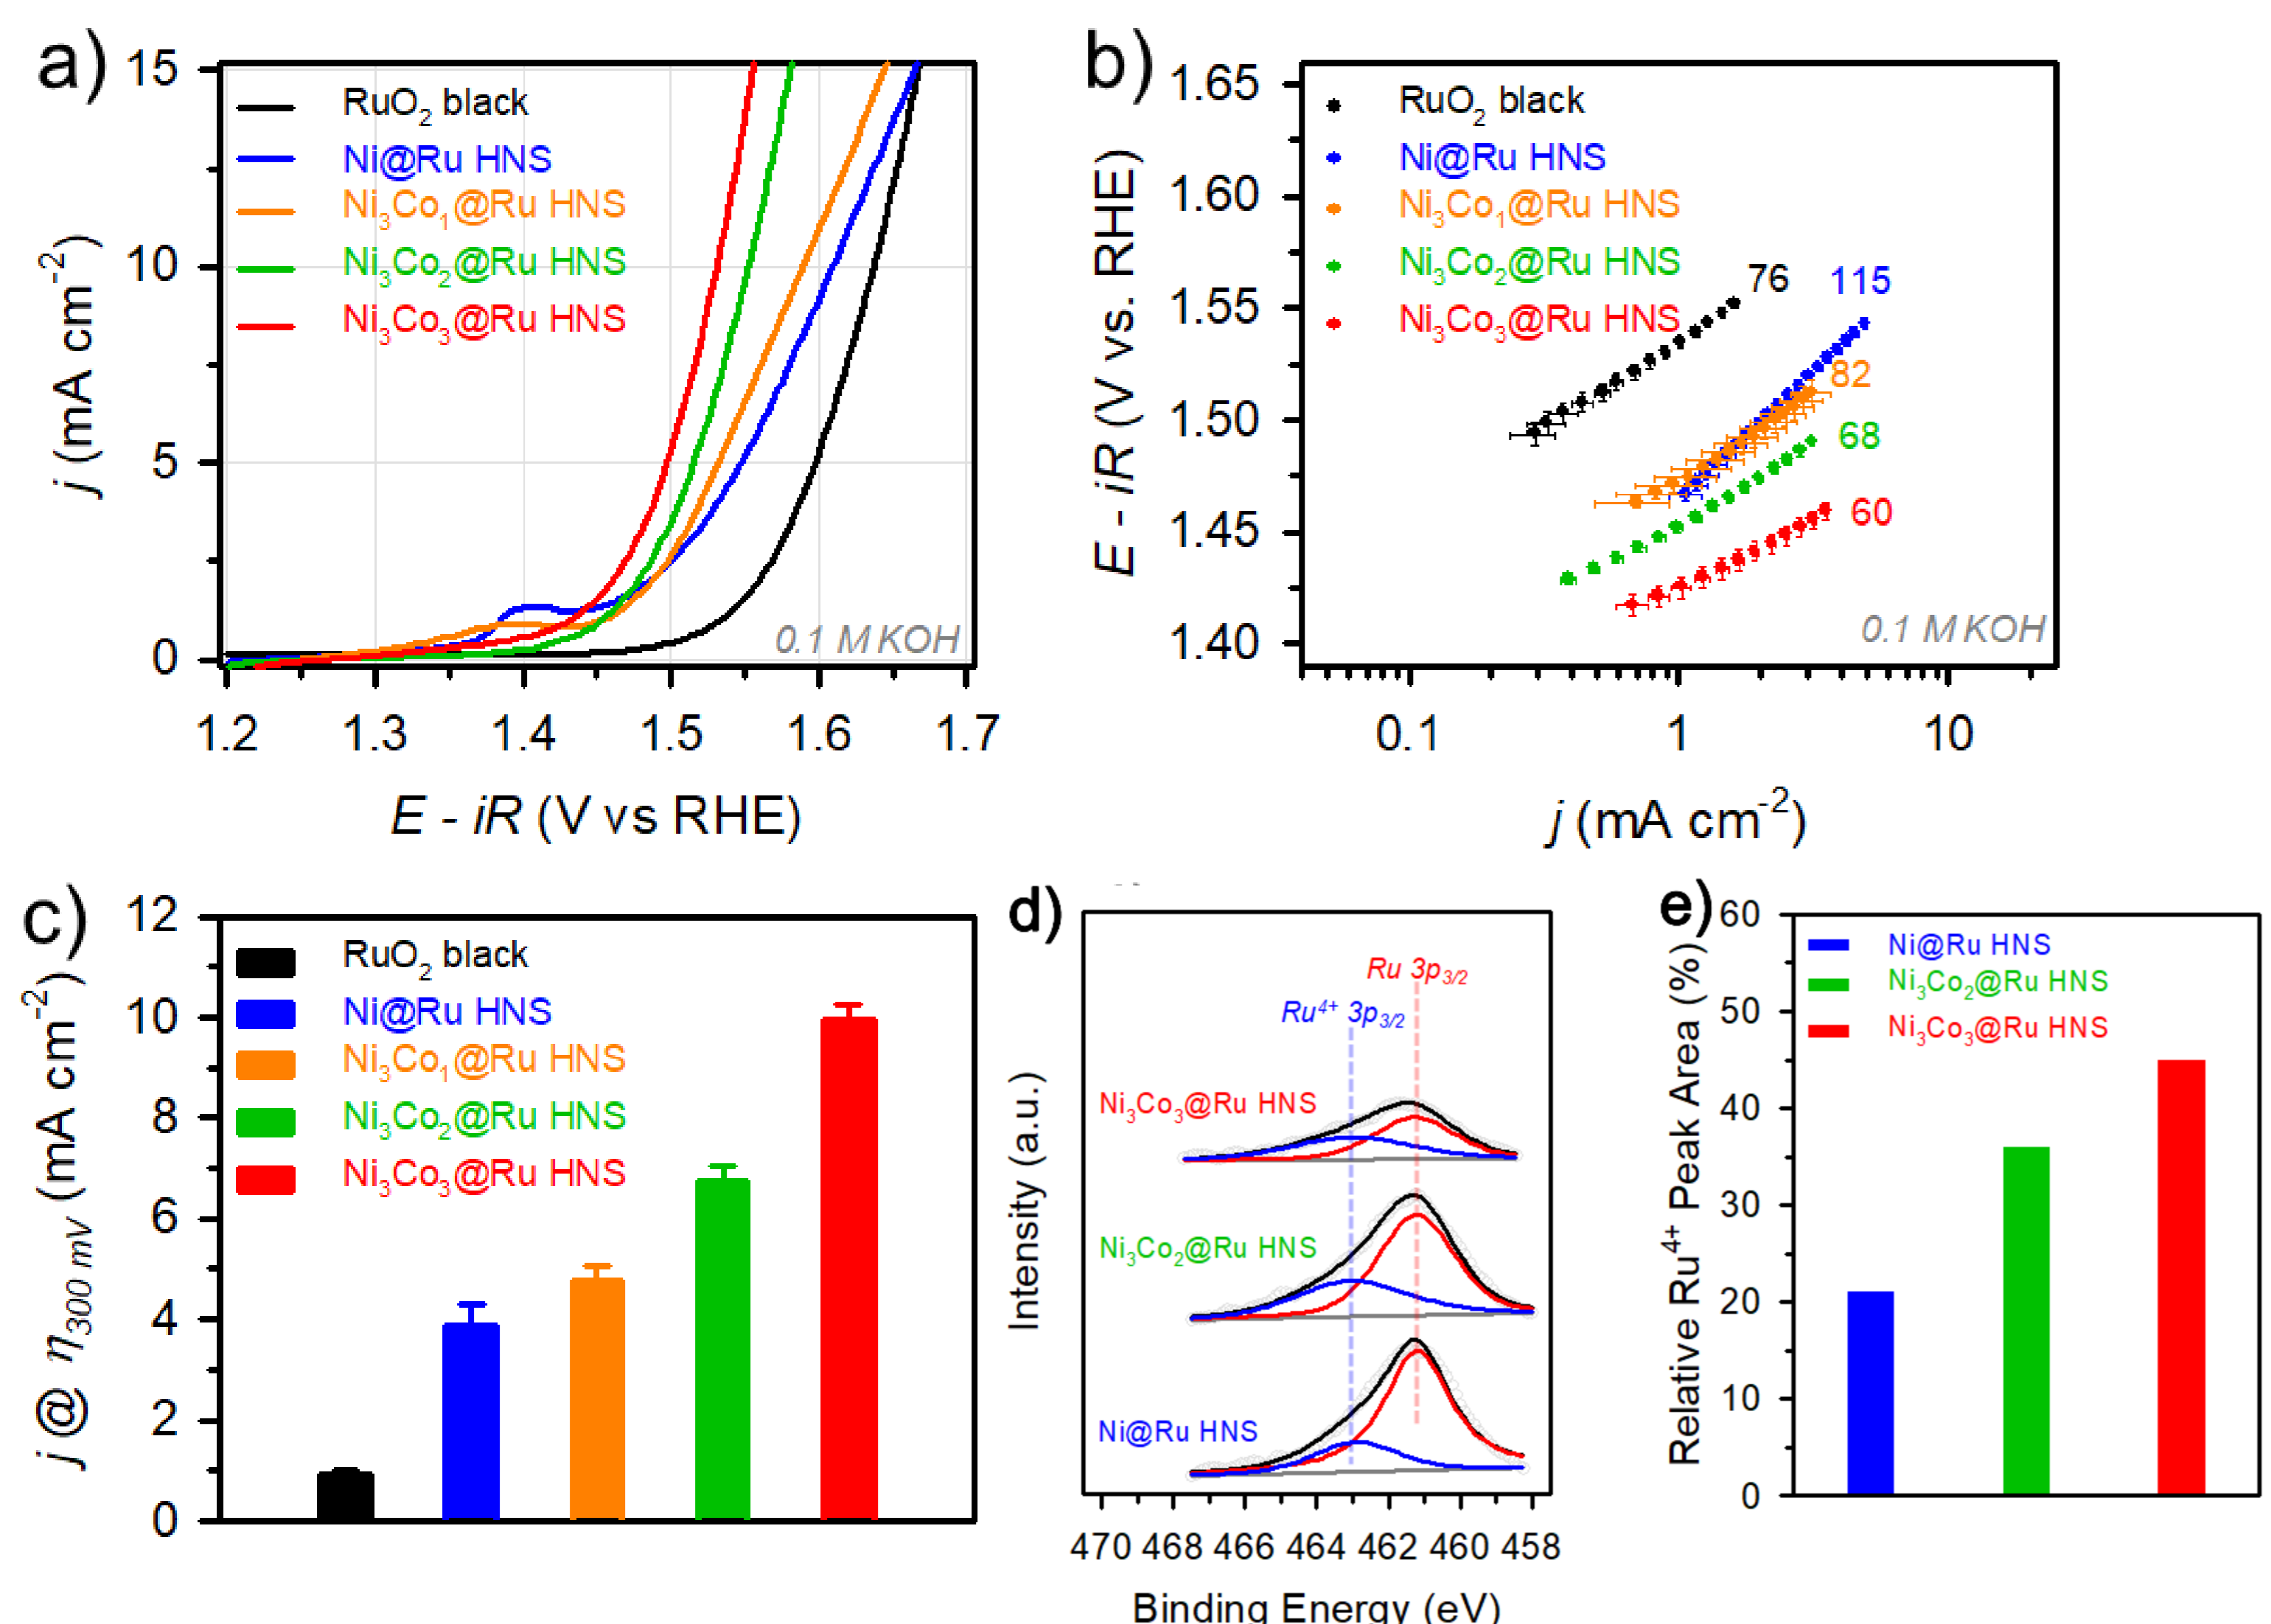 a)
15
10
5
0
j (mA cm⁻²)
RuO₂ black
Ni@Ru HNS
Ni₃Co₁@Ru HNS
Ni₃Co₂@Ru HNS
Ni₃Co₃@Ru HNS
0.1 M KOH
1.2 1.3 1.4 1.5 1.6 1.7
E - iR (V vs RHE)
b)
1.65
1.60
1.55
1.50
1.45
1.40
E - iR (V vs. RHE)
RuO₂ black
Ni@Ru HNS
Ni₃Co₁@Ru HNS
Ni₃Co₂@Ru HNS
Ni₃Co₃@Ru HNS
76
115
82
68
60
0.1 M KOH
0.1 1 10
j (mA cm⁻²)
c)
12
10
8
6
4
2
0
j @ η₃₀₀ ₘᵥ (mA cm⁻²)
RuO₂ black
Ni@Ru HNS
Ni₃Co₁@Ru HNS
Ni₃Co₂@Ru HNS
Ni₃Co₃@Ru HNS
d)
Intensity (a.u.)
Ru 3p3/2
Ru⁴⁺ 3p3/2
Ni₃Co₃@Ru HNS
Ni₃Co₂@Ru HNS
Ni@Ru HNS
470 468 466 464 462 460 458
Binding Energy (eV)
e)
60
50
40
30
20
10
0
Relative Ru⁴⁺ Peak Area (%)
Ni@Ru HNS
Ni₃Co₂@Ru HNS
Ni₃Co₃@Ru HNS